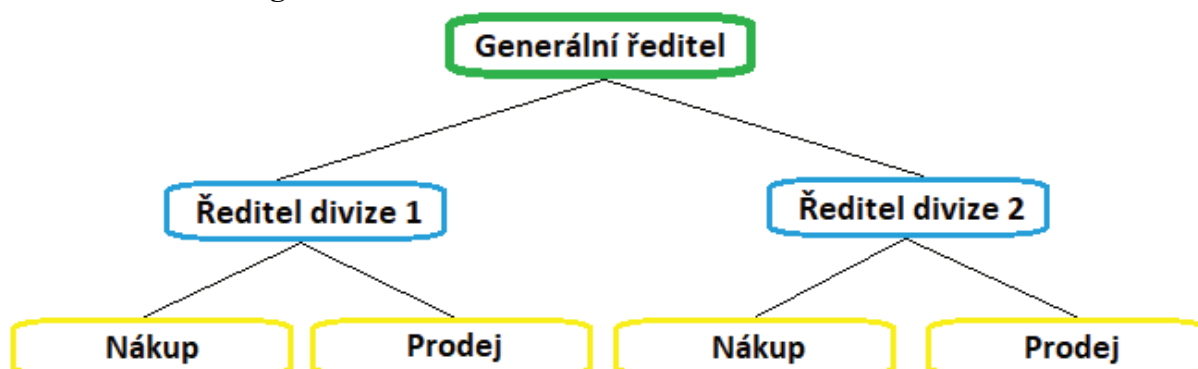 Generální ředitel
Ředitel divize 1
Ředitel divize 2
Nákup
Prodej
Nákup
Prodej